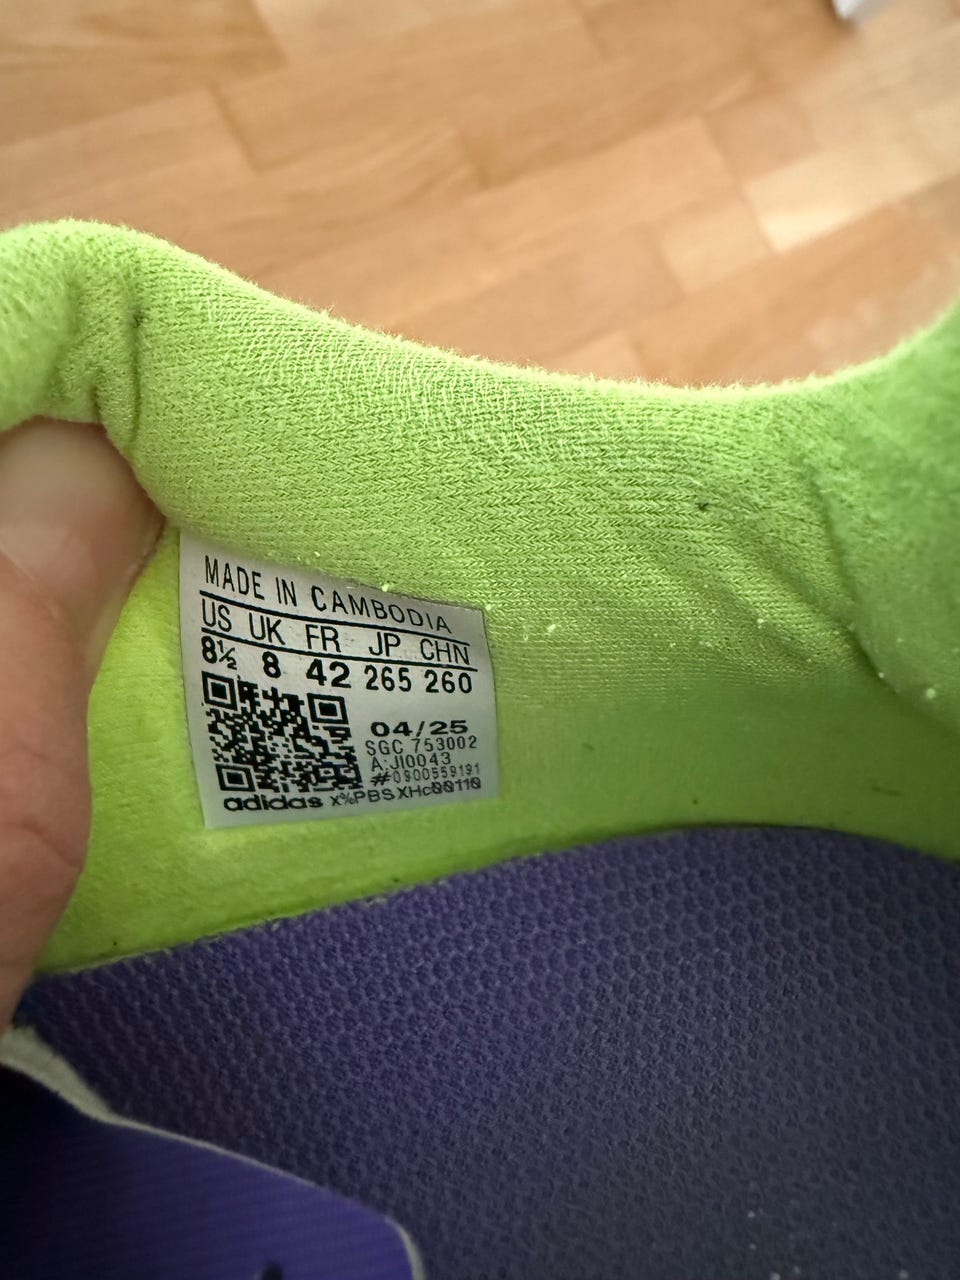 MADE IN CAMBODIA
US UK FR JP CHN
8½ 8 42 265 260
04/25
SGC 753002
A:JI0043
#0900559191
adidas x%PBSXHc00110